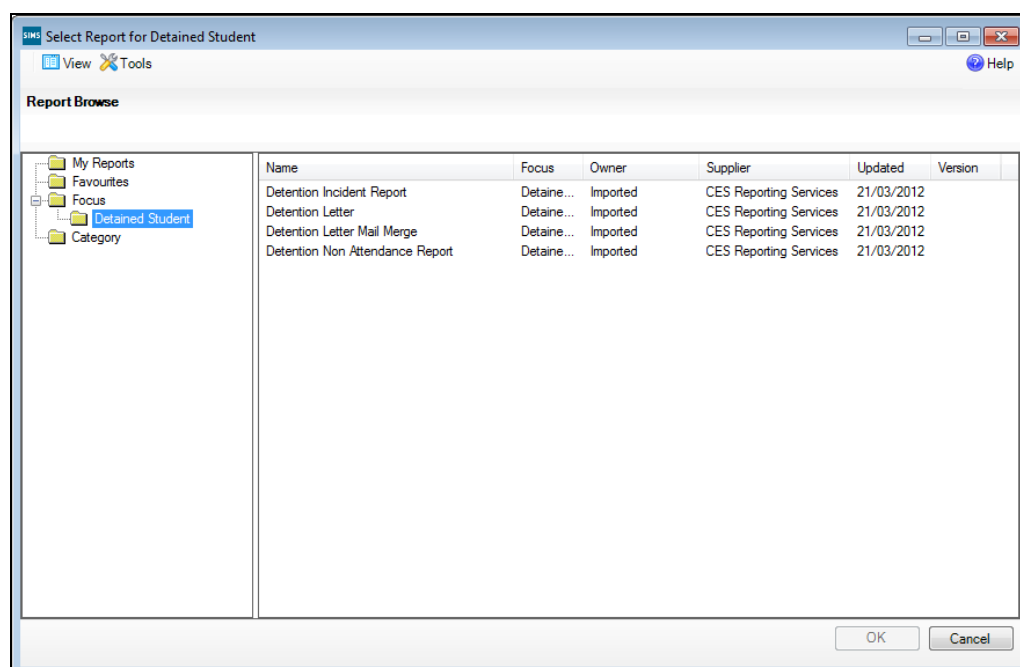 SIMS Select Report for Detained Student
View Tools Help
Report Browse
My Reports
Favourites
Focus
Detained Student
Category
Name Focus Owner Supplier Updated Version
Detention Incident Report Detaine... Imported CES Reporting Services 21/03/2012
Detention Letter Detaine... Imported CES Reporting Services 21/03/2012
Detention Letter Mail Merge Detaine... Imported CES Reporting Services 21/03/2012
Detention Non Attendance Report Detaine... Imported CES Reporting Services 21/03/2012
OK Cancel